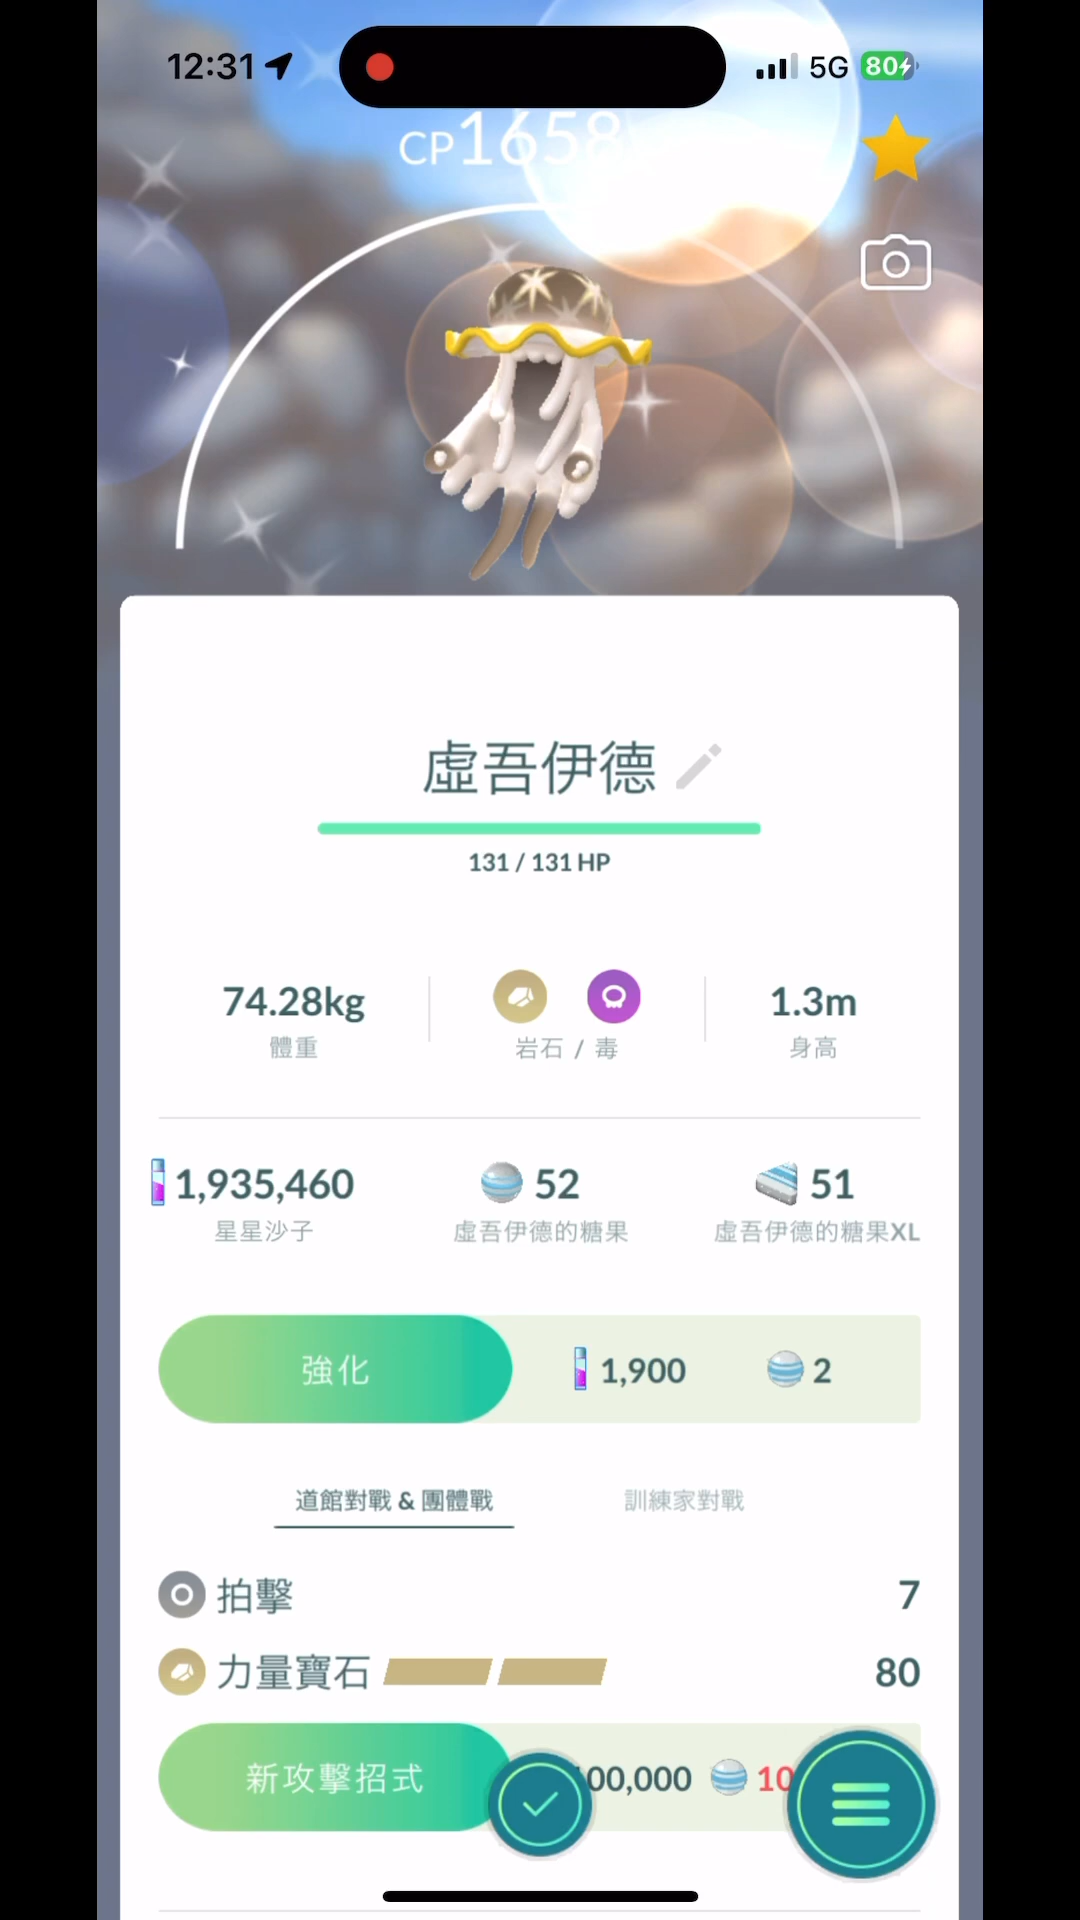 12:31 5G 80
CP1658
虛吾伊德
131 / 131 HP
74.28kg
體重
岩石 / 毒
1.3m
身高
1,935,460
星星沙子
52
虛吾伊德的糖果
51
虛吾伊德的糖果XL
強化 1,900 2
道館對戰 & 團體戰 訓練家對戰
拍擊 7
力量寶石 80
新攻擊招式 00,000 10